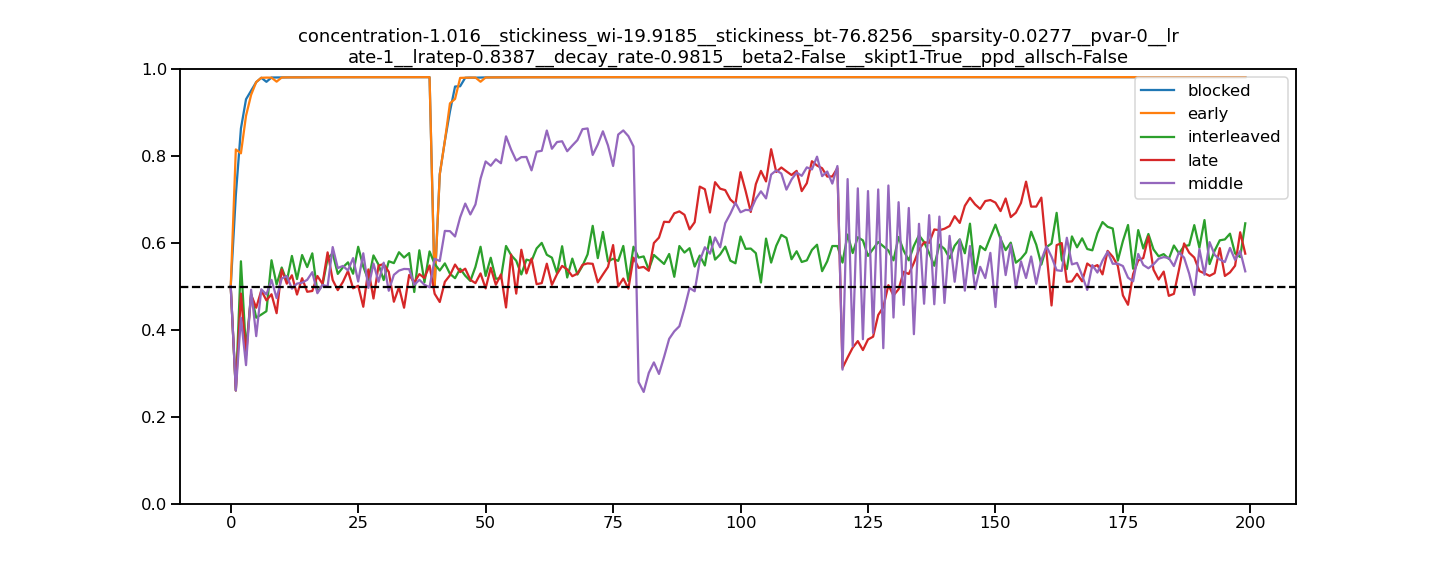 concentration-1.016__stickiness_wi-19.9185__stickiness_bt-76.8256__sparsity-0.0277__pvar-0__lr
ate-1__lratep-0.8387__decay_rate-0.9815__beta2-False__skipt1-True__ppd_allsch-False
1.0
0.8
0.6
0.4
0.2
0.0
blocked
early
interleaved
late
middle
0 25 50 75 100 125 150 175 200